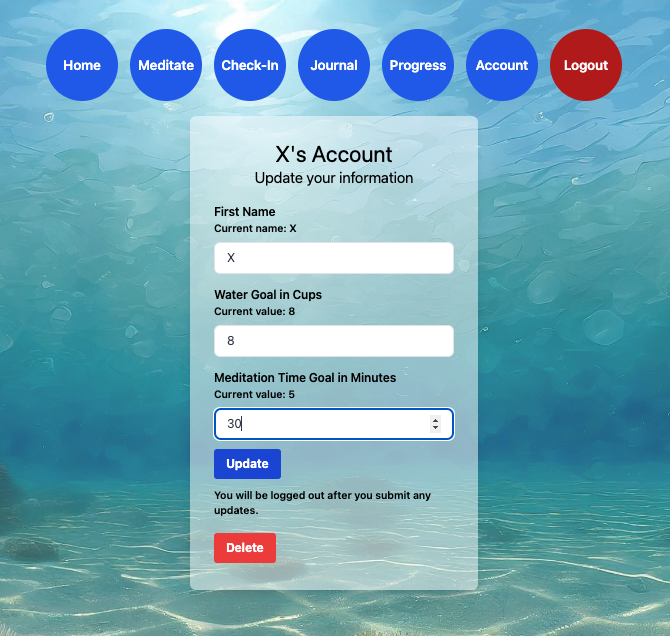 Home Meditate Check-In Journal Progress Account Logout
X's Account
Update your information
First Name
Current name: X
X
Water Goal in Cups
Current value: 8
8
Meditation Time Goal in Minutes
Current value: 5
30
Update
You will be logged out after you submit any
updates.
Delete